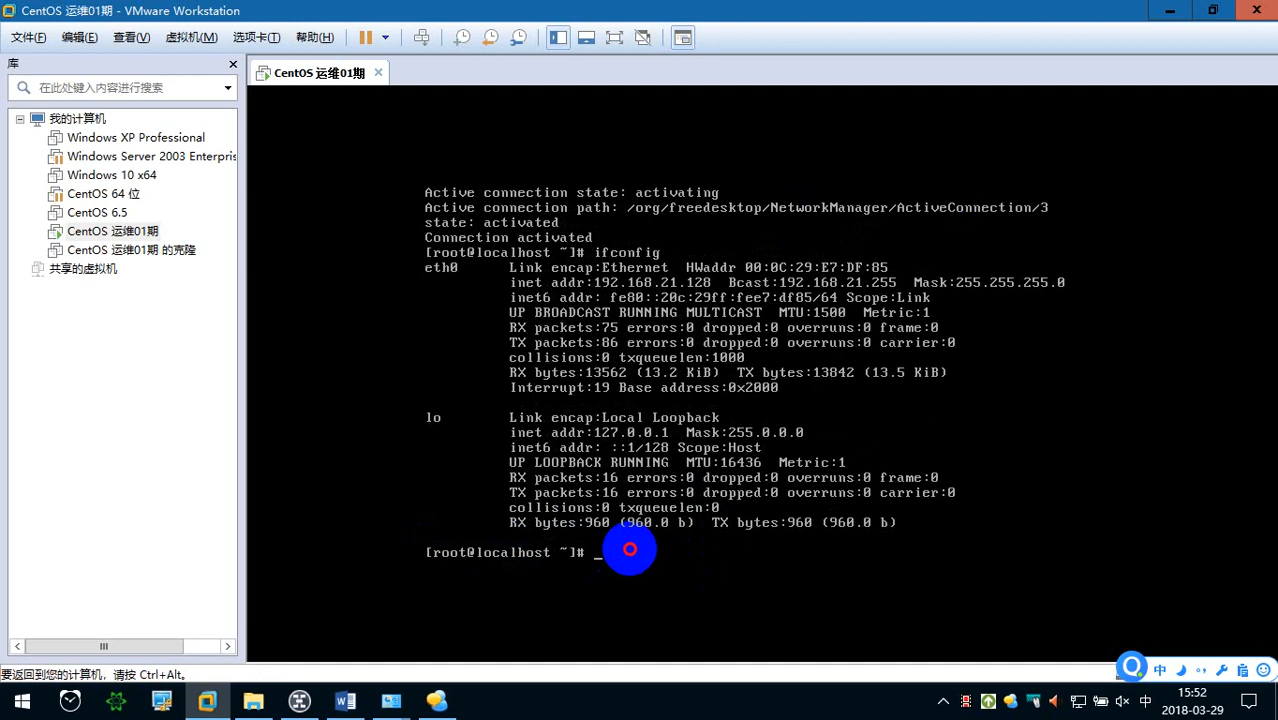 CentOS 运维01期 - VMware Workstation
文件(F) 编辑(E) 查看(V) 虚拟机(M) 选项卡(T) 帮助(H)
库
在此处键入内容进行搜索
我的计算机
Windows XP Professional
Windows Server 2003 Enterpris
Windows 10 x64
CentOS 64 位
CentOS 6.5
CentOS 运维01期
CentOS 运维01期 的克隆
共享的虚拟机
CentOS 运维01期
Active connection state: activating
Active connection path: /org/freedesktop/NetworkManager/ActiveConnection/3
state: activated
Connection activated
[root@localhost ~]# ifconfig
eth0 Link encap:Ethernet HWaddr 00:0C:29:E7:DF:85
inet addr:192.168.21.128 Bcast:192.168.21.255 Mask:255.255.255.0
inet6 addr: fe80::20c:29ff:fee7:df85/64 Scope:Link
UP BROADCAST RUNNING MULTICAST MTU:1500 Metric:1
RX packets:75 errors:0 dropped:0 overruns:0 frame:0
TX packets:86 errors:0 dropped:0 overruns:0 carrier:0
collisions:0 txqueuelen:1000
RX bytes:13562 (13.2 KiB) TX bytes:13842 (13.5 KiB)
Interrupt:19 Base address:0x2000
lo Link encap:Local Loopback
inet addr:127.0.0.1 Mask:255.0.0.0
inet6 addr: ::1/128 Scope:Host
UP LOOPBACK RUNNING MTU:16436 Metric:1
RX packets:16 errors:0 dropped:0 overruns:0 frame:0
TX packets:16 errors:0 dropped:0 overruns:0 carrier:0
collisions:0 txqueuelen:0
RX bytes:960 (960.0 b) TX bytes:960 (960.0 b)
[root@localhost ~]# _
要返回到您的计算机，请按 Ctrl+Alt。
中
中
15:52
2018-03-29